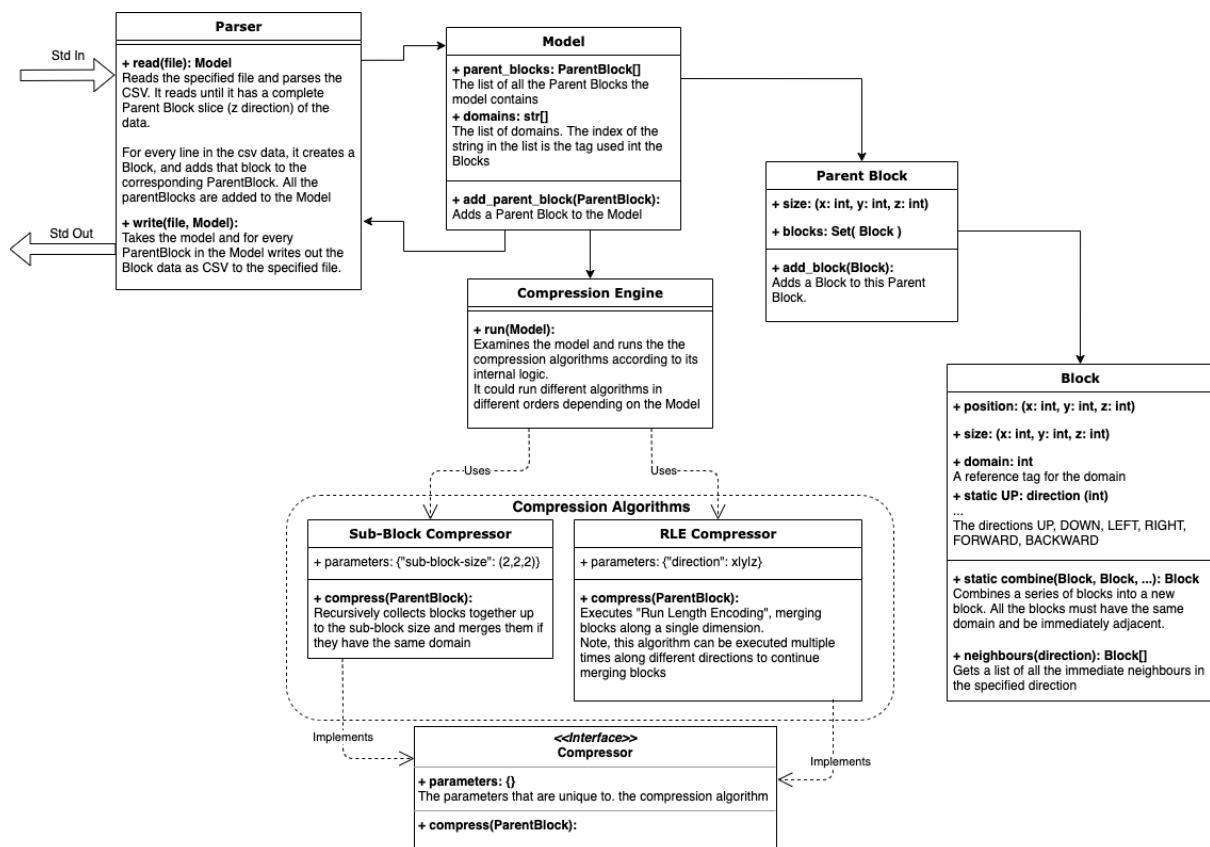 Std In
Std Out
Parser
+ read(file): Model
Reads the specified file and parses the
CSV. It reads until it has a complete
Parent Block slice (z direction) of the
data.
For every line in the csv data, it creates a
Block, and adds that block to the
corresponding ParentBlock. All the
parentBlocks are added to the Model
+ write(file, Model):
Takes the model and for every
ParentBlock in the Model writes out the
Block data as CSV to the specified file.
Model
+ parent_blocks: ParentBlock[]
The list of all the Parent Blocks the
model contains
+ domains: str[]
The list of domains. The index of the
string in the list is the tag used int the
Blocks
+ add_parent_block(ParentBlock):
Adds a Parent Block to the Model
Parent Block
+ size: (x: int, y: int, z: int)
+ blocks: Set( Block )
+ add_block(Block):
Adds a Block to this Parent
Block.
Compression Engine
+ run(Model):
Examines the model and runs the the
compression algorithms according to its
internal logic.
It could run different algorithms in
different orders depending on the Model
Block
+ position: (x: int, y: int, z: int)
+ size: (x: int, y: int, z: int)
+ domain: int
A reference tag for the domain
+ static UP: direction (int)
...
The directions UP, DOWN, LEFT, RIGHT,
FORWARD, BACKWARD
+ static combine(Block, Block, ...): Block
Combines a series of blocks into a new
block. All the blocks must have the same
domain and be immediately adjacent.
+ neighbours(direction): Block[]
Gets a list of all the immediate neighbours in
the specified direction
Uses
Uses
Compression Algorithms
Sub-Block Compressor
+ parameters: {"sub-block-size": (2,2,2)}
+ compress(ParentBlock):
Recursively collects blocks together up
to the sub-block size and merges them if
they have the same domain
RLE Compressor
+ parameters: {"direction": x|y|z}
+ compress(ParentBlock):
Executes "Run Length Encoding", merging
blocks along a single dimension.
Note, this algorithm can be executed multiple
times along different directions to continue
merging blocks
Implements
Implements
<<Interface>>
Compressor
+ parameters: {}
The parameters that are unique to. the compression algorithm
+ compress(ParentBlock):